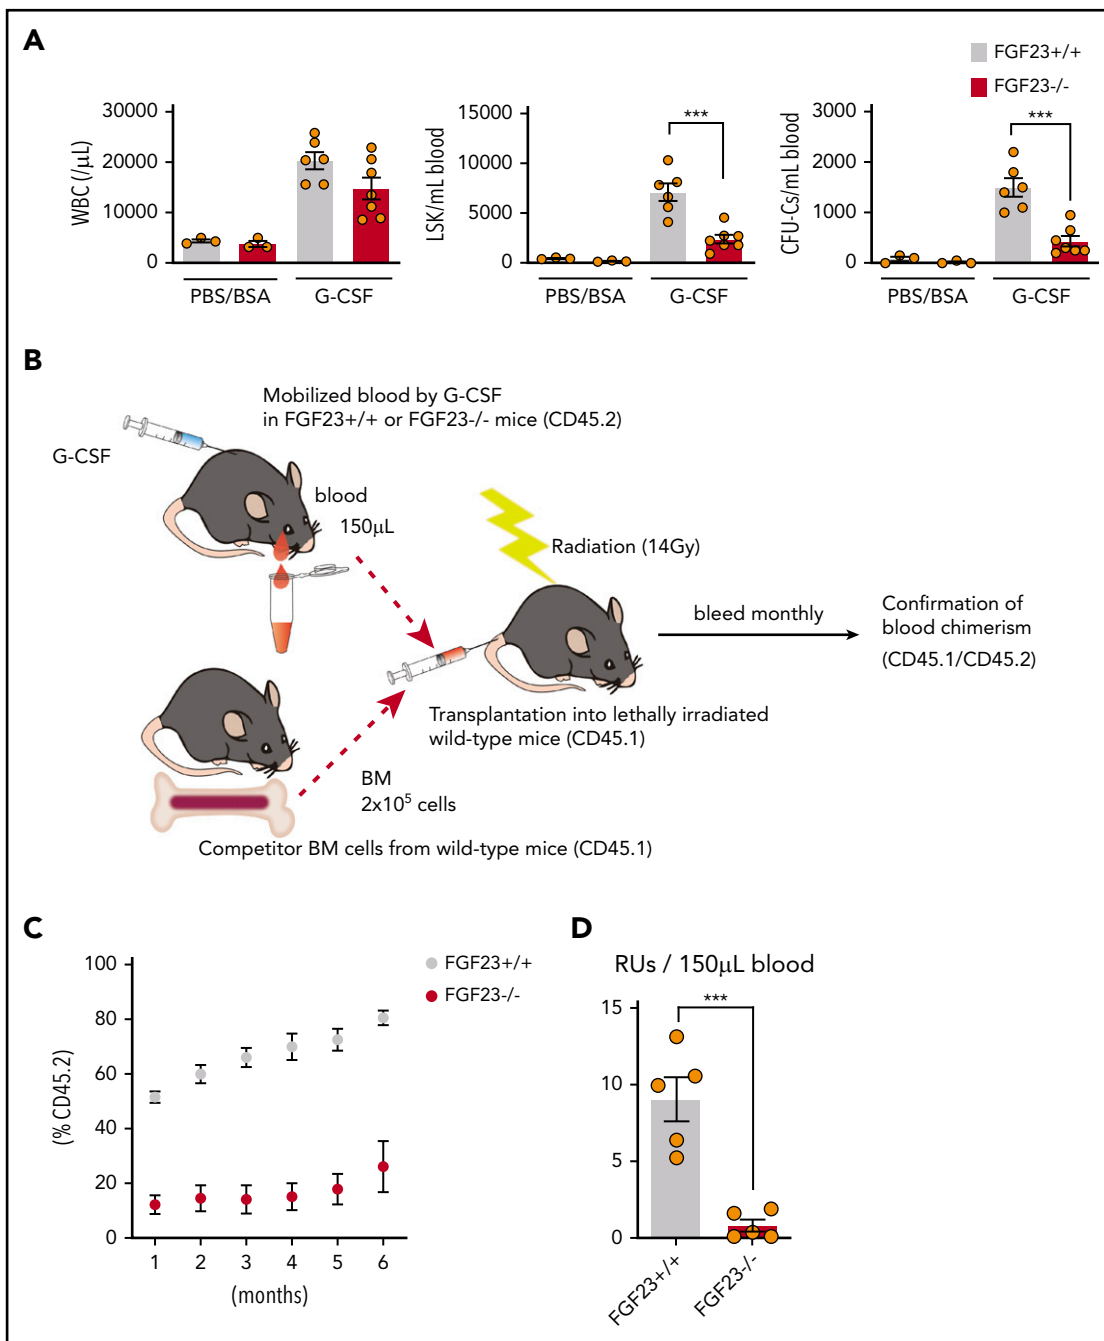 A
FGF23+/+
FGF23-/-
WBC (/μL)
30000
20000
10000
0
PBS/BSA
G-CSF
LSK/mL blood
15000
10000
5000
0
***
PBS/BSA
G-CSF
CFU-Cs/mL blood
3000
2000
1000
0
***
PBS/BSA
G-CSF
B
Mobilized blood by G-CSF
in FGF23+/+ or FGF23-/- mice (CD45.2)
G-CSF
blood
150μL
Radiation (14Gy)
bleed monthly
Confirmation of
blood chimerism
(CD45.1/CD45.2)
Transplantation into lethally irradiated
wild-type mice (CD45.1)
BM
2x10⁵ cells
Competitor BM cells from wild-type mice (CD45.1)
C
(% CD45.2)
100
80
60
40
20
0
1 2 3 4 5 6
(months)
FGF23+/+
FGF23-/-
D
RUs / 150μL blood
15
10
5
0
***
FGF23+/+
FGF23-/-